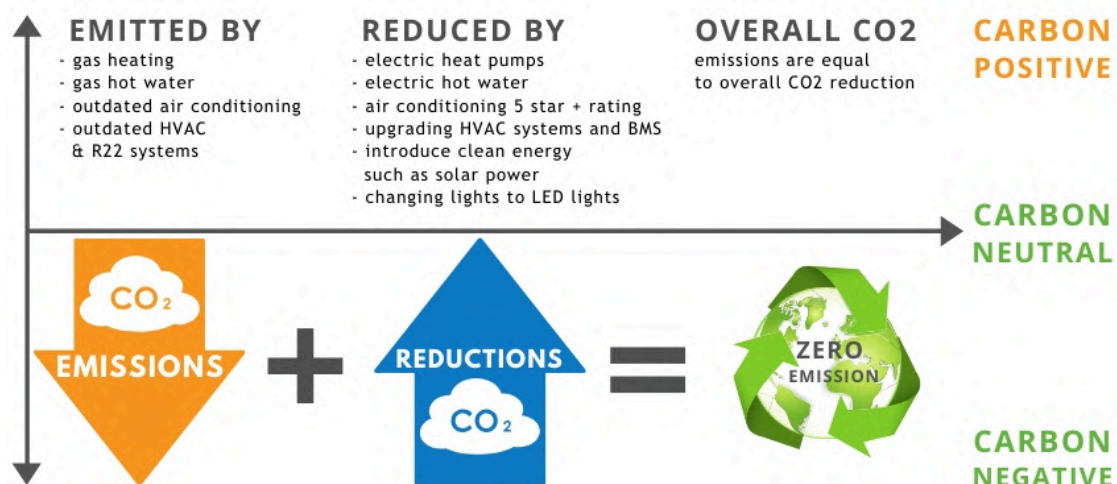 EMITTED BY
- gas heating
- gas hot water
- outdated air conditioning
- outdated HVAC
& R22 systems
REDUCED BY
- electric heat pumps
- electric hot water
- air conditioning 5 star + rating
- upgrading HVAC systems and BMS
- introduce clean energy
such as solar power
- changing lights to LED lights
OVERALL CO2
emissions are equal
to overall CO2 reduction
CARBON
POSITIVE
CARBON
NEUTRAL
CO2
EMISSIONS
+
REDUCTIONS
CO2
=
ZERO
EMISSION
CARBON
NEGATIVE